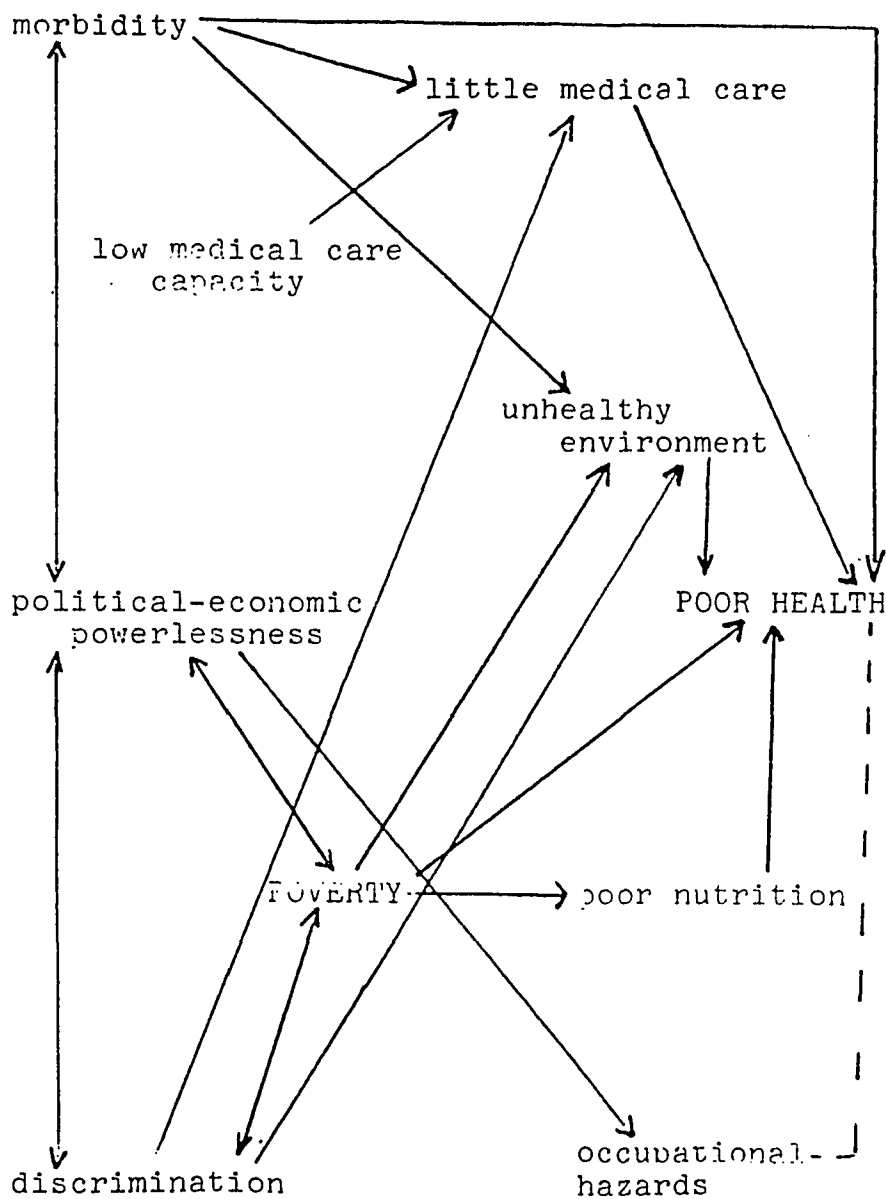 morbidity
little medical care
low medical care
capacity
unhealthy
environment
political-economic
powerlessness
POOR HEALTH
POVERTY
poor nutrition
occupational
hazards
discrimination